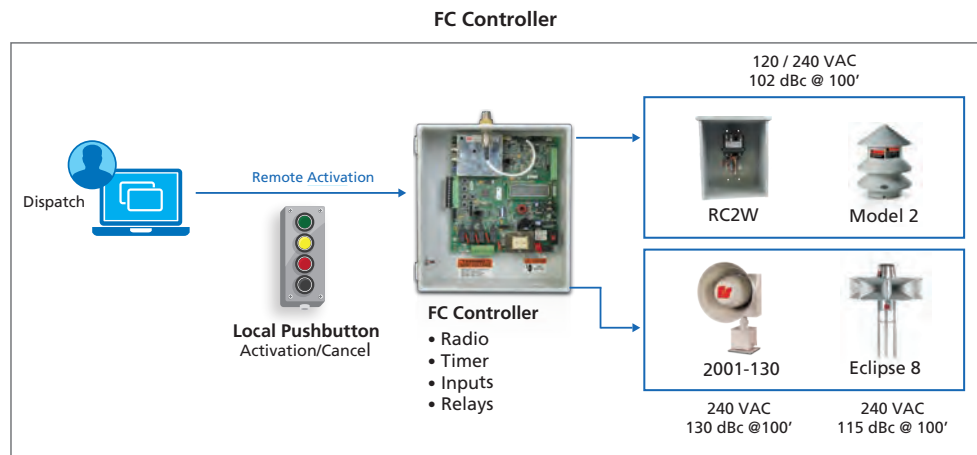 FC Controller
120 / 240 VAC
102 dBc @ 100’
Dispatch
Remote Activation
RC2W
Model 2
Local Pushbutton
Activation/Cancel
FC Controller
• Radio
• Timer
• Inputs
• Relays
2001-130
Eclipse 8
240 VAC
130 dBc @100’
240 VAC
115 dBc @ 100’